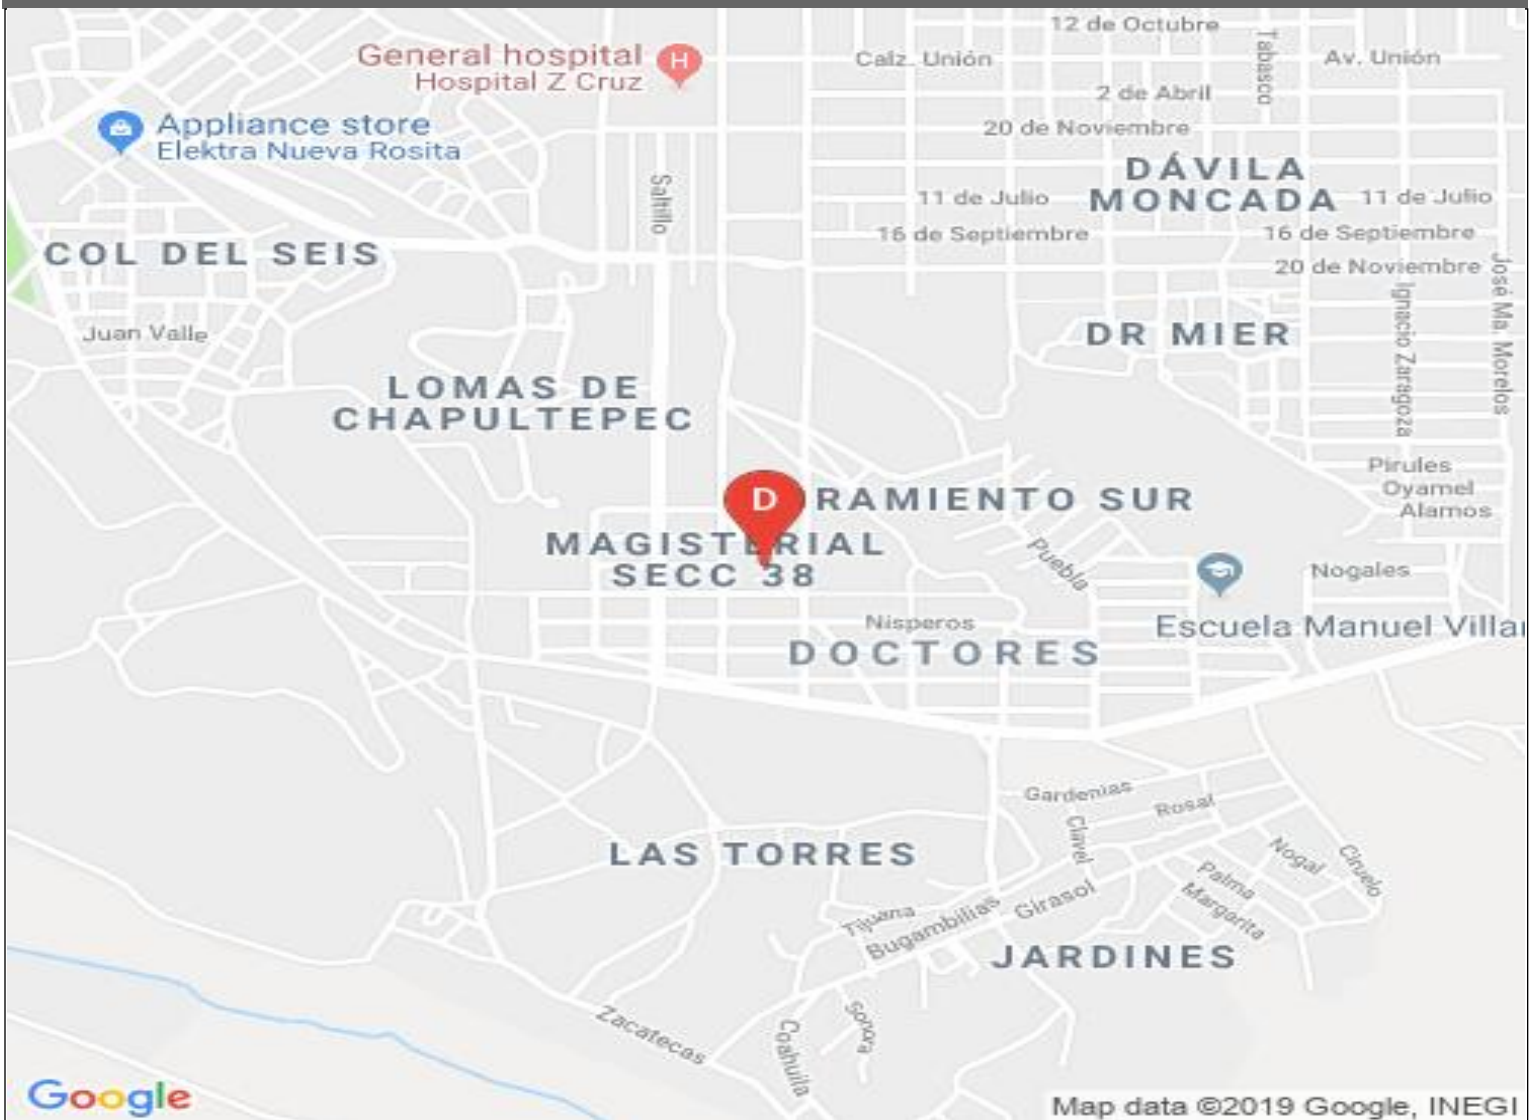 12 de Octubre
General hospital
Hospital Z Cruz
H
Calz. Unión
Tabasco
Av. Unión
2 de Abril
Appliance store
Elektra Nueva Rosita
20 de Noviembre
DÁVILA
MONCADA
Saltillo
11 de Julio
11 de Julio
16 de Septiembre
16 de Septiembre
COL DEL SEIS
20 de Noviembre
José Ma. Morelos
Ignacio Zaragoza
Juan Valle
DR MIER
LOMAS DE
CHAPULTEPEC
Pirules
Oyamel
Alamos
D
RAMIENTO SUR
MAGISTERIAL
SECC 38
Puebla
Nogales
Nisperos
Escuela Manuel Villar
DOCTORES
Gardenias
Rosal
Clavel
LAS TORRES
Nogal
Ciruelo
Palma
Margarita
Girasol
Tijuana
Bugambilias
JARDINES
Zacatecas
Sonora
Coahuila
Google
Map data ©2019 Google, INEGI